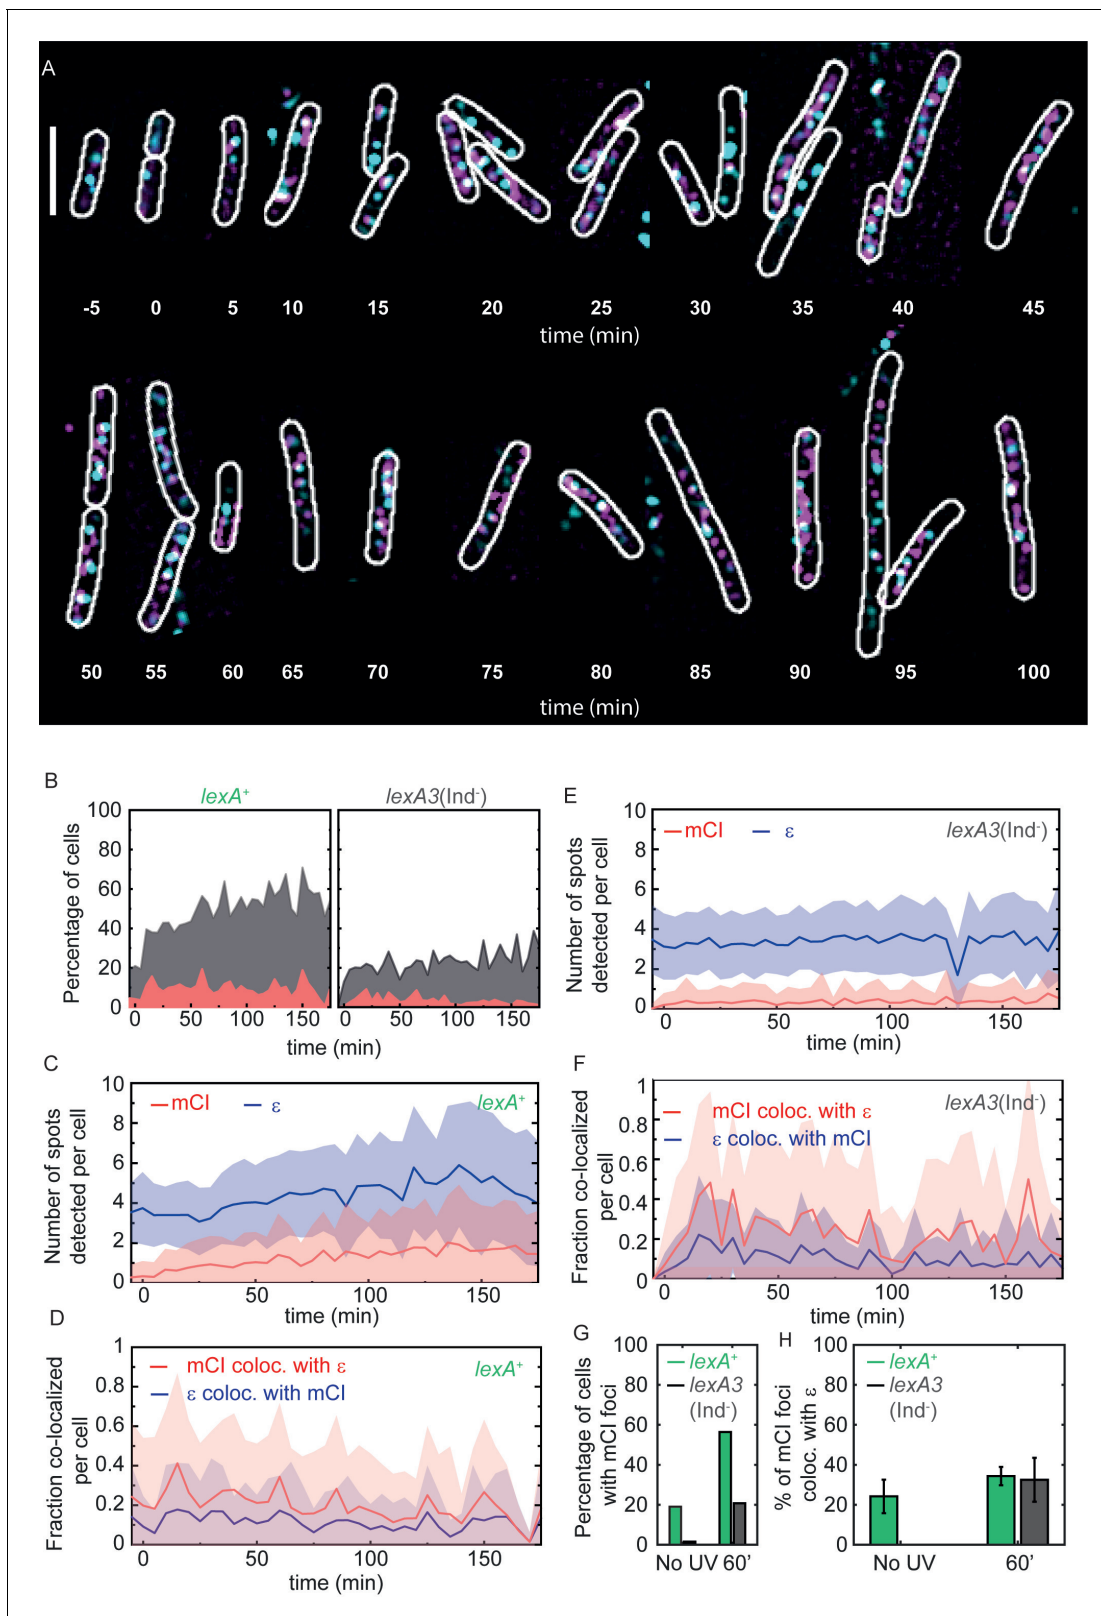 A
-5 0 5 10 15 20 25 30 35 40 45
time (min)
50 55 60 65 70 75 80 85 90 95 100
time (min)
B
lexA⁺
lexA3(Ind⁻)
Percentage of cells
100
80
60
40
20
0
0 50 100 150
0 50 100 150
time (min)
C
mCI
ε
lexA⁺
Number of spots
detected per cell
10
8
6
4
2
0
0 50 100 150
time (min)
D
mCI coloc. with ε
ε coloc. with mCI
lexA⁺
Fraction co-localized
per cell
1
0.8
0.6
0.4
0.2
0
0 50 100 150
time (min)
E
mCI
ε
lexA3(Ind⁻)
Number of spots
detected per cell
10
8
6
4
2
0
0 50 100 150
time (min)
F
mCI coloc. with ε
ε coloc. with mCI
lexA3(Ind⁻)
Fraction co-localized
per cell
1
0.8
0.6
0.4
0.2
0
0 50 100 150
time (min)
G
lexA⁺
lexA3
(Ind⁻)
Percentage of cells
with mCI foci
100
80
60
40
20
0
No UV 60'
H
lexA⁺
lexA3
(Ind⁻)
% of mCI foci
coloc. with ε
100
80
60
40
20
0
No UV 60'